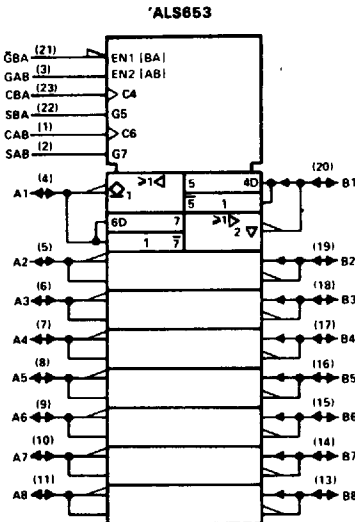 'ALS653
G̅BA (21) EN1 [BA]
GAB (3) EN2 [AB]
CBA (23) C4
SBA (22) G5
CAB (1) C6
SAB (2) G7
A1 (4) 1 ≥1 5 4D (20) B1
5̅ 1
6D 7 ≥1
1 7̅ 2
A2 (5) (19) B2
A3 (6) (18) B3
A4 (7) (17) B4
A5 (8) (16) B5
A6 (9) (15) B6
A7 (10) (14) B7
A8 (11) (13) B8